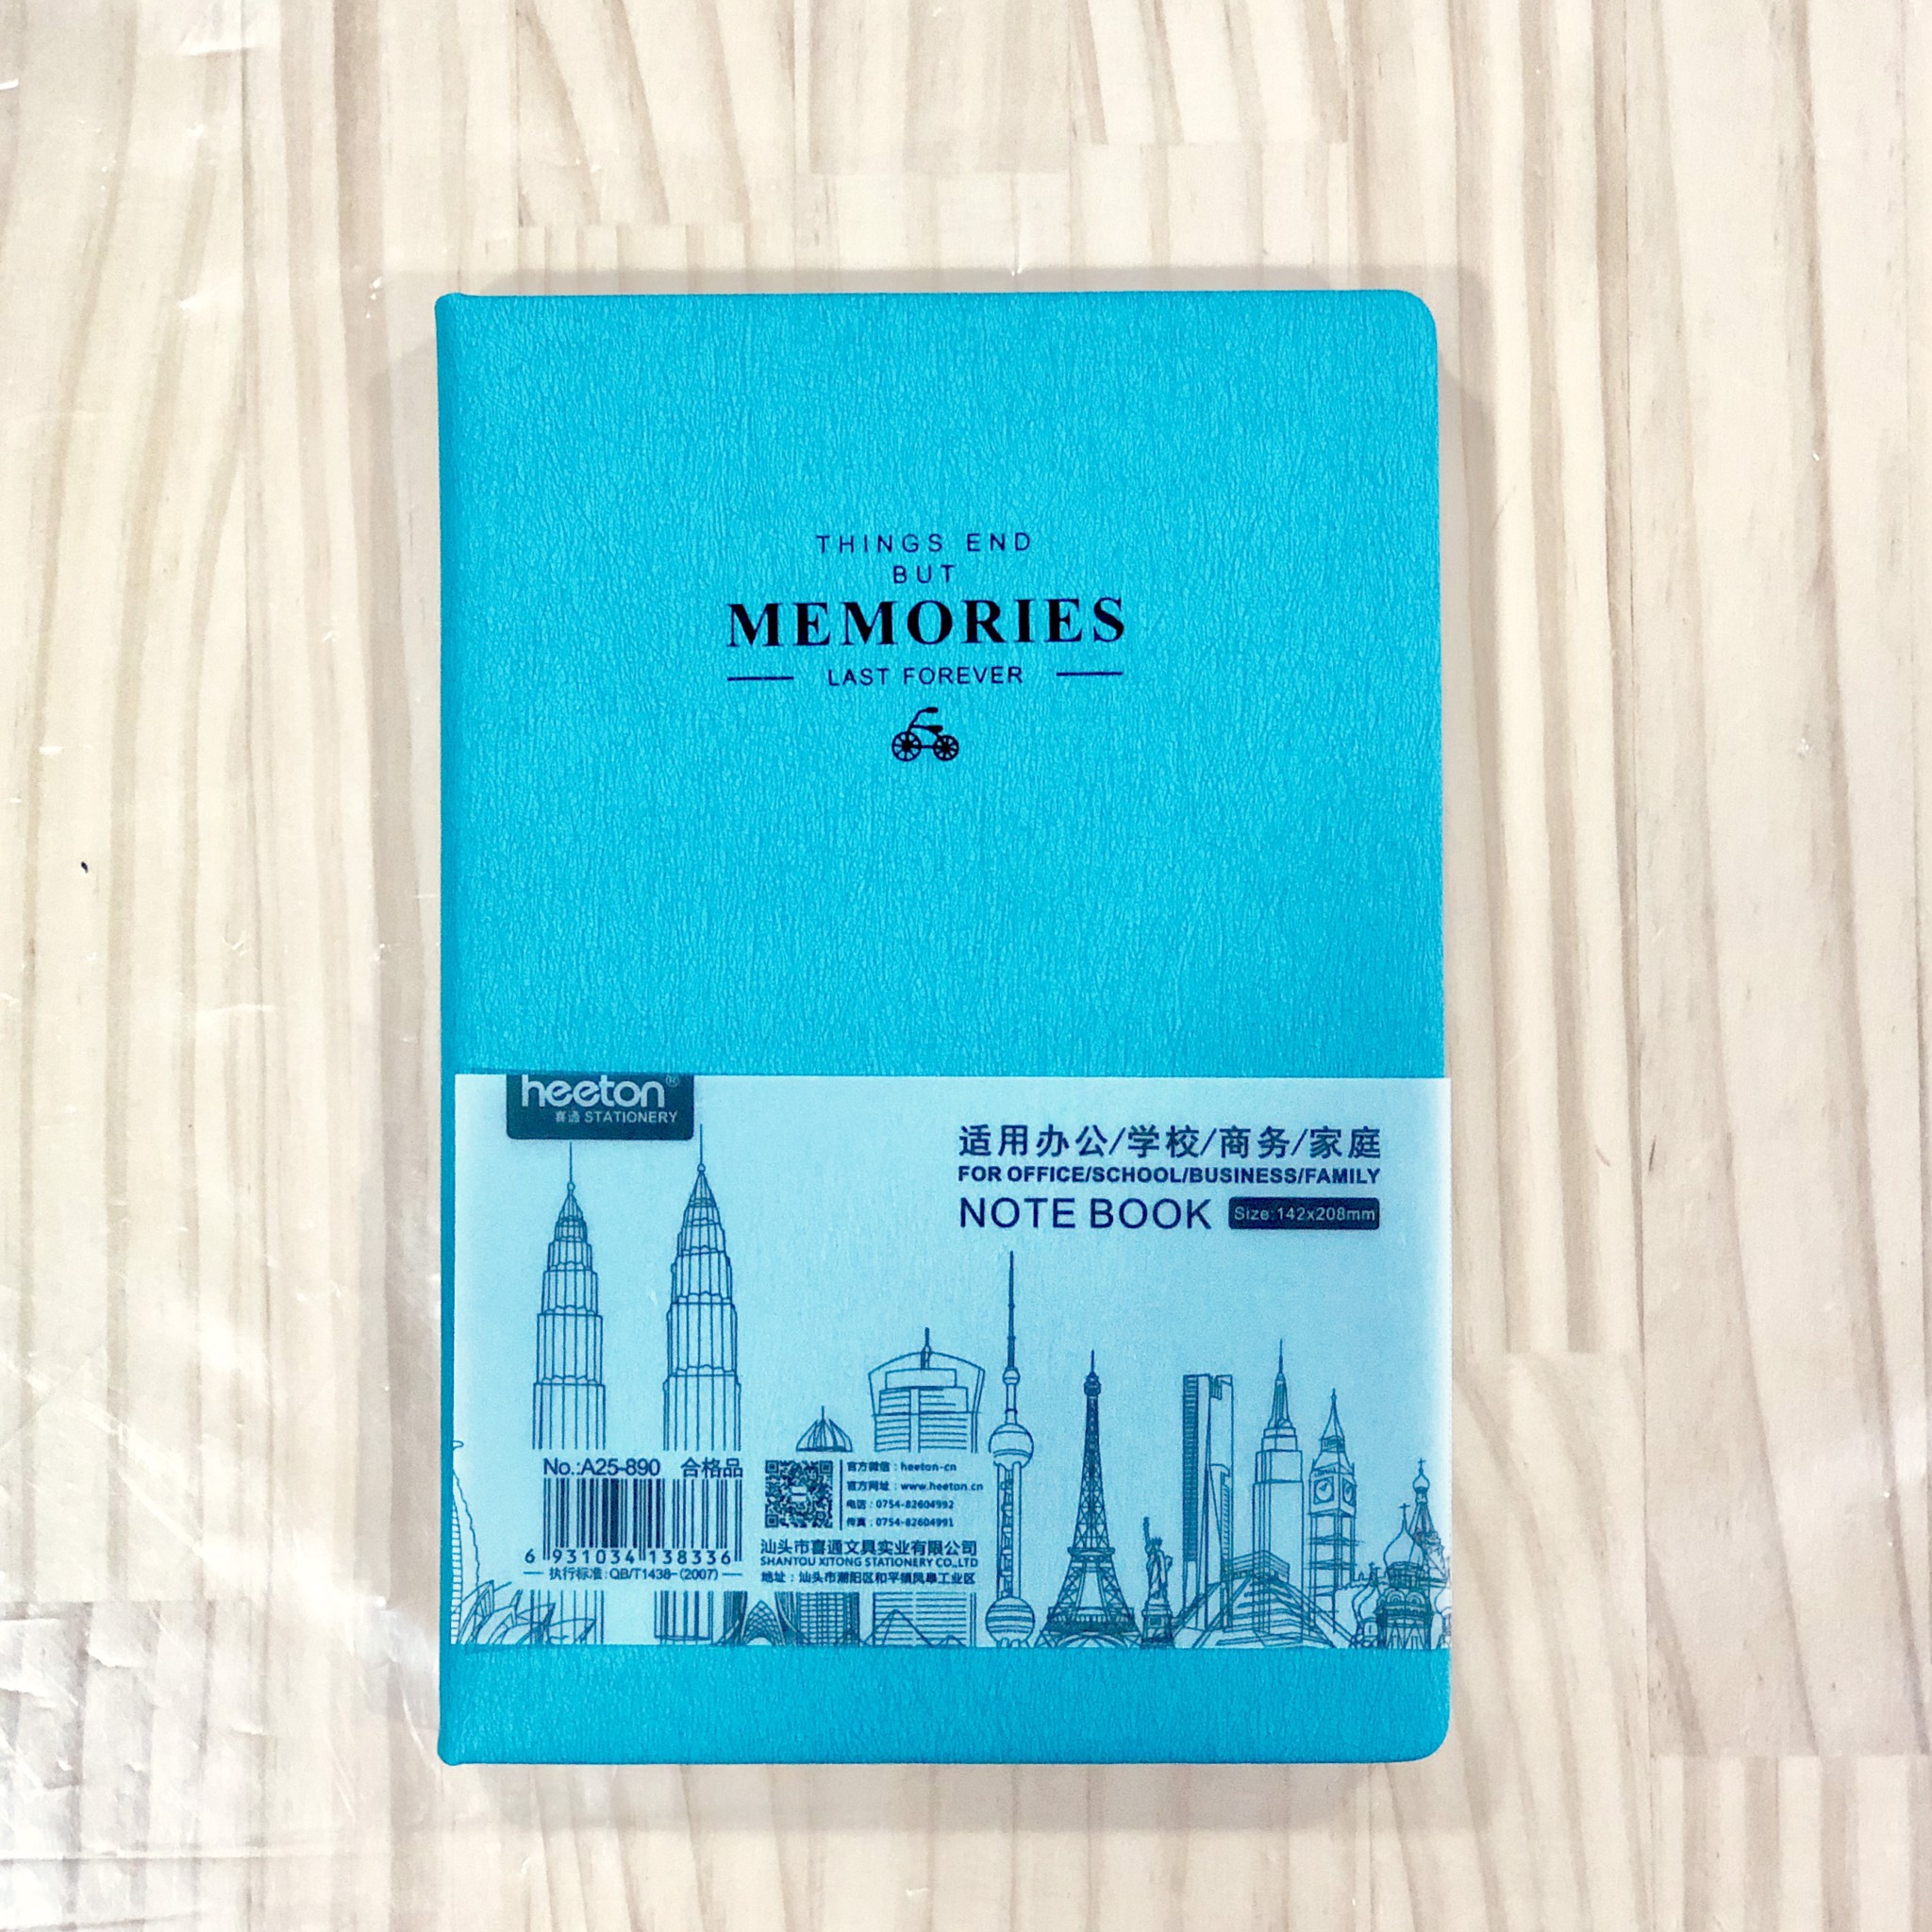 THINGS END
BUT
MEMORIES
LAST FOREVER
heeton®
喜通 STATIONERY
适用办公/学校/商务/家庭
FOR OFFICE/SCHOOL/BUSINESS/FAMILY
NOTE BOOK Size:142x208mm
No.:A25-890 合格品
6 931034 138336
执行标准:QB/T1438-(2007)
官方微信:heeton-cn
官方网址:www.heeton.cn
电话:0754-82604992
传真:0754-82604991
汕头市喜通文具实业有限公司
SHANTOU XITONG STATIONERY CO.,LTD
地址:汕头市潮阳区和平镇凤皋工业区